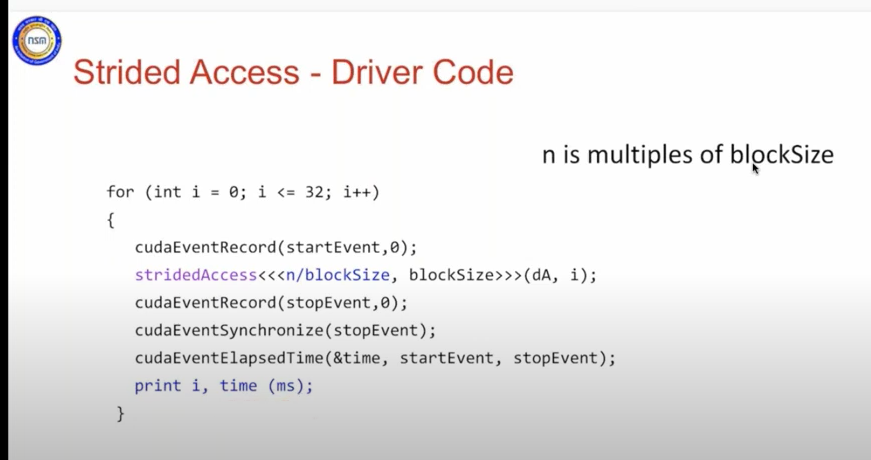 nsm
Strided Access - Driver Code
n is multiples of blockSize
for (int i = 0; i <= 32; i++)
{
cudaEventRecord(startEvent,0);
stridedAccess<<<n/blockSize, blockSize>>>(dA, i);
cudaEventRecord(stopEvent,0);
cudaEventSynchronize(stopEvent);
cudaEventElapsedTime(&time, startEvent, stopEvent);
print i, time (ms);
}